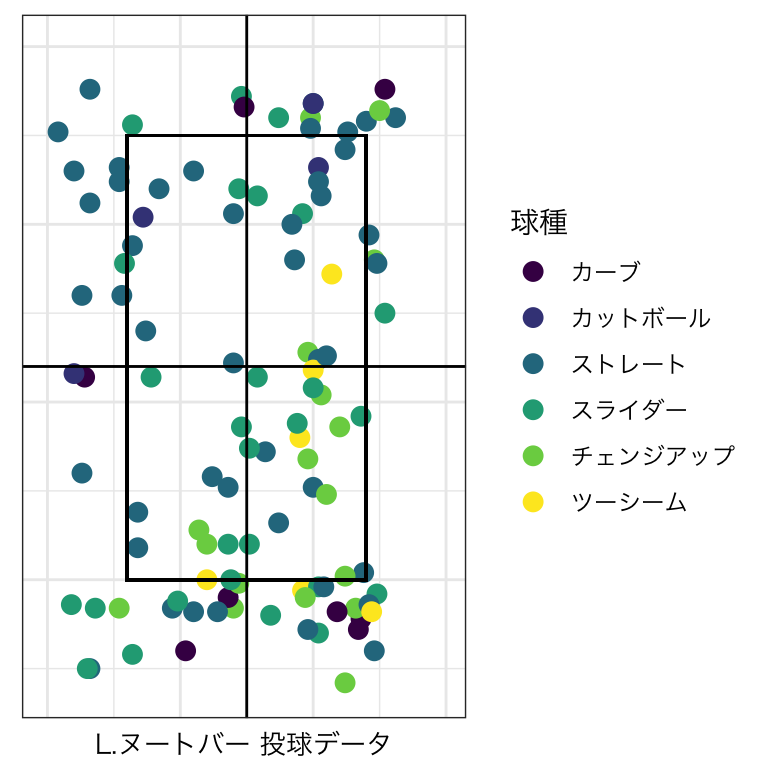 球種
カーブ
カットボール
ストレート
スライダー
チェンジアップ
ツーシーム
L.ヌートバー 投球データ